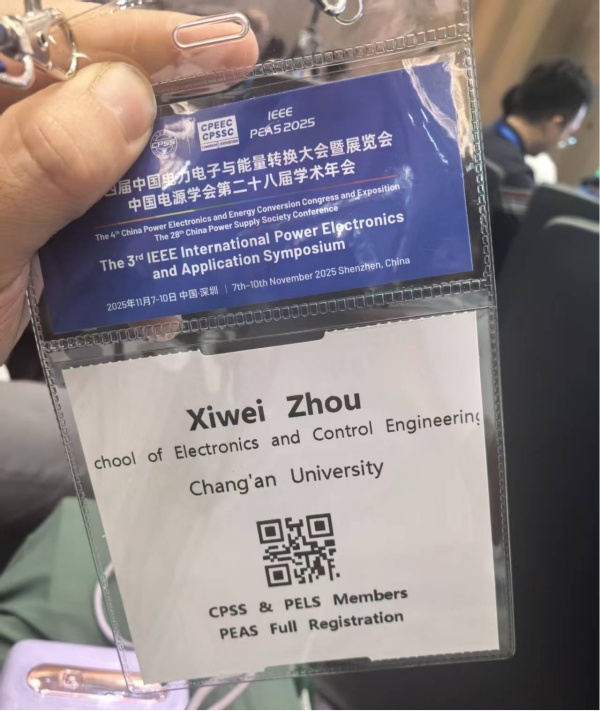 CPSS
CPEEC
CPSSC
IEEE
PEAS 2025
届中国电力电子与能量转换大会暨展览会
中国电源学会第二十八届学术年会
The 4th China Power Electronics and Energy Conversion Congress and Exposition
The 28th China Power Supply Society Conference
The 3rd IEEE International Power Electronics
and Application Symposium
2025年11月7-10日 中国·深圳 | 7th-10th November 2025 Shenzhen, China
Xiwei Zhou
chool of Electronics and Control Engineering
Chang'an University
CPSS & PELS Members
PEAS Full Registration